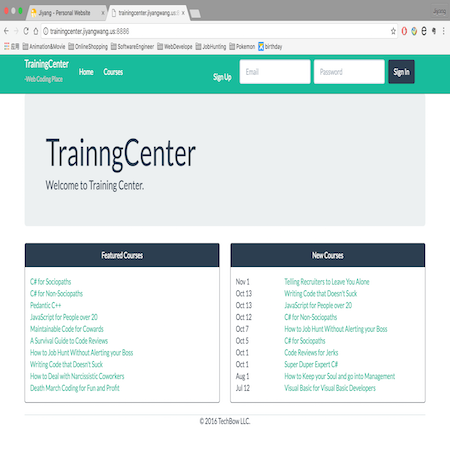 Jiyang - Personal Website
trainingcenter.jiyangwang.us:8
Jiyang
trainingcenter.jiyangwang.us:8886
应用 Animation&Movies OnlineShopping SoftwareEngineer WebDevelope JobHunting Pokemon birthday
TrainingCenter
-Web Coding Place
Home Courses Sign Up Email Password Sign In
TrainngCenter
Welcome to Training Center.
Featured Courses
C# for Sociopaths
C# for Non-Sociopaths
Pedantic C++
JavaScript for People over 20
Maintainable Code for Cowards
A Survival Guide to Code Reviews
How to Job Hunt Without Alerting your Boss
Writing Code that Doesn't Suck
How to Deal with Narcissistic Coworkers
Death March Coding for Fun and Profit
New Courses
Nov 1 Telling Recruiters to Leave You Alone
Oct 13 Writing Code that Doesn't Suck
Oct 13 JavaScript for People over 20
Oct 12 C# for Non-Sociopaths
Oct 7 How to Job Hunt Without Alerting your Boss
Oct 5 C# for Sociopaths
Oct 1 Code Reviews for Jerks
Oct 1 Super Duper Expert C#
Aug 1 How to Keep your Soul and go into Management
Jul 12 Visual Basic for Visual Basic Developers
© 2016 TechBow LLC.